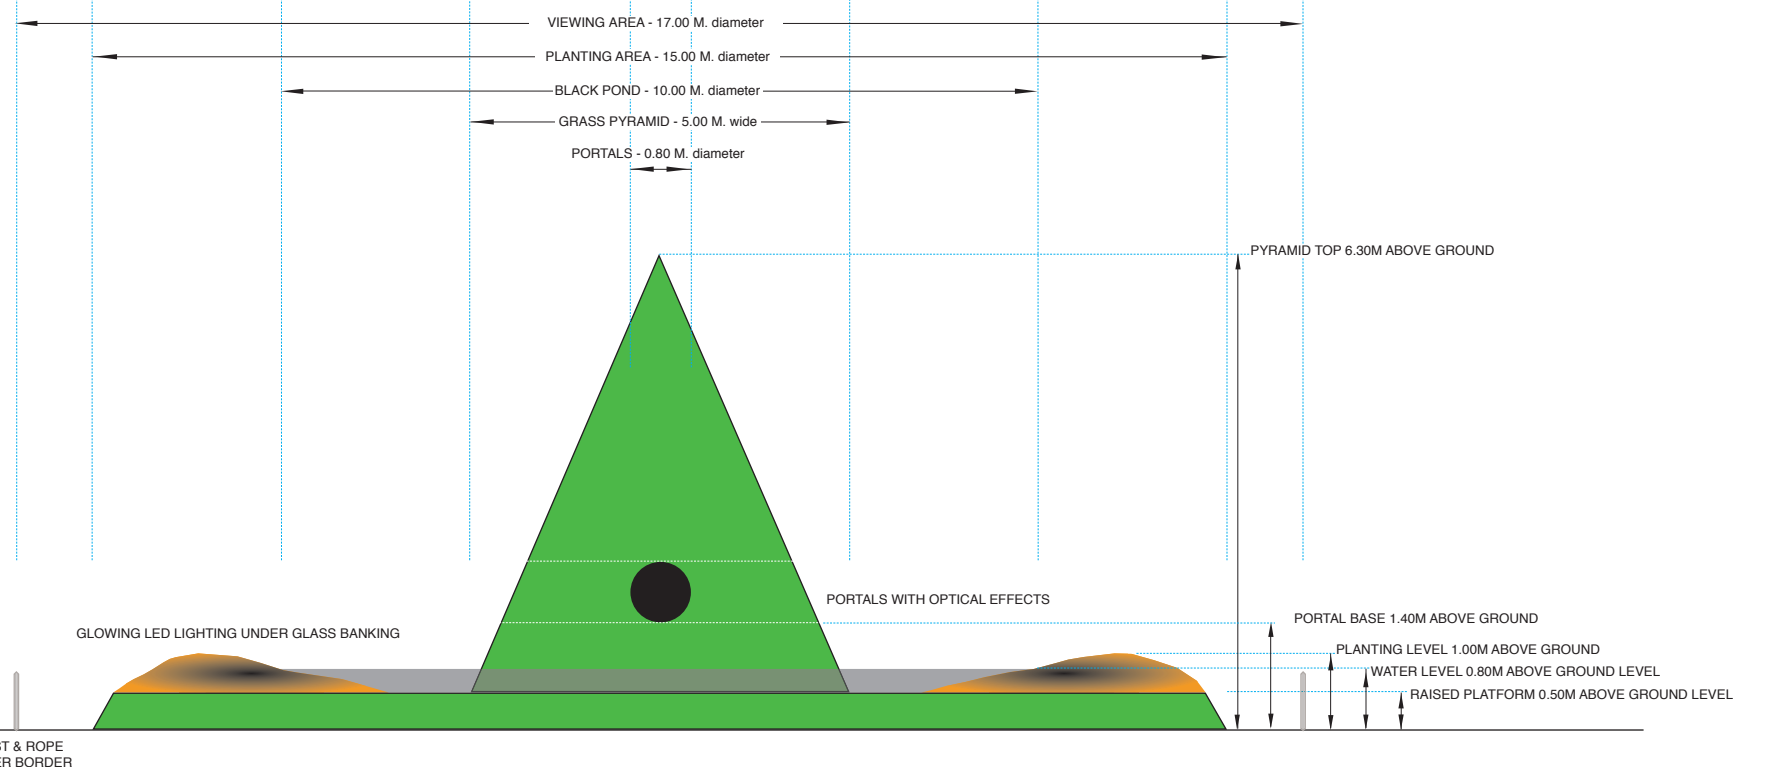 VIEWING AREA - 17.00 M. diameter
PLANTING AREA - 15.00 M. diameter
BLACK POND - 10.00 M. diameter
GRASS PYRAMID - 5.00 M. wide
PORTALS - 0.80 M. diameter
PYRAMID TOP 6.30M ABOVE GROUND
PORTALS WITH OPTICAL EFFECTS
PORTAL BASE 1.40M ABOVE GROUND
GLOWING LED LIGHTING UNDER GLASS BANKING
PLANTING LEVEL 1.00M ABOVE GROUND
WATER LEVEL 0.80M ABOVE GROUND LEVEL
RAISED PLATFORM 0.50M ABOVE GROUND LEVEL
& ROPE
BORDER